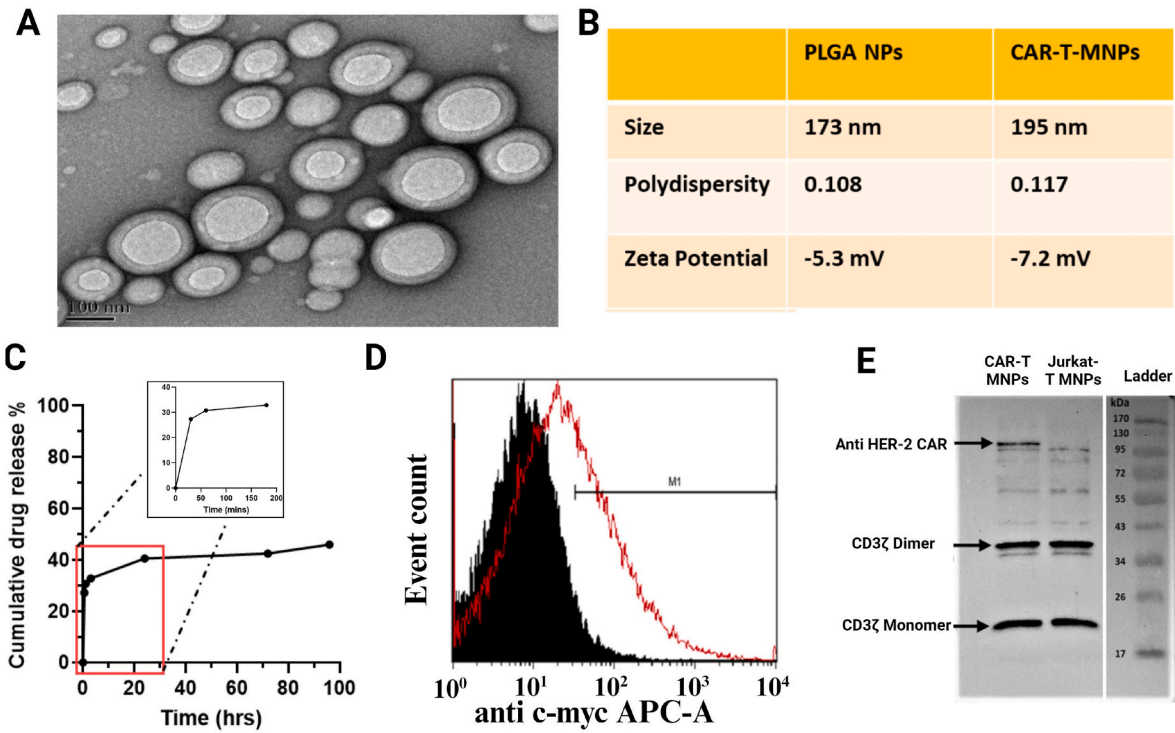 A
100 nm
B
PLGA NPs CAR-T-MNPs
Size 173 nm 195 nm
Polydispersity 0.108 0.117
Zeta Potential -5.3 mV -7.2 mV
C
Cumulative drug release %
100
80
60
40
20
0
0 20 40 60 80 100
Time (hrs)
40
30
20
10
0
0 50 100 150 200
Time (mins)
D
Event count
M1
10⁰ 10¹ 10² 10³ 10⁴
anti c-myc APC-A
E
CAR-T
MNPs
Jurkat-
T MNPs
Ladder
kDa
170
130
95
72
55
43
34
26
17
Anti HER-2 CAR
CD3ζ Dimer
CD3ζ Monomer